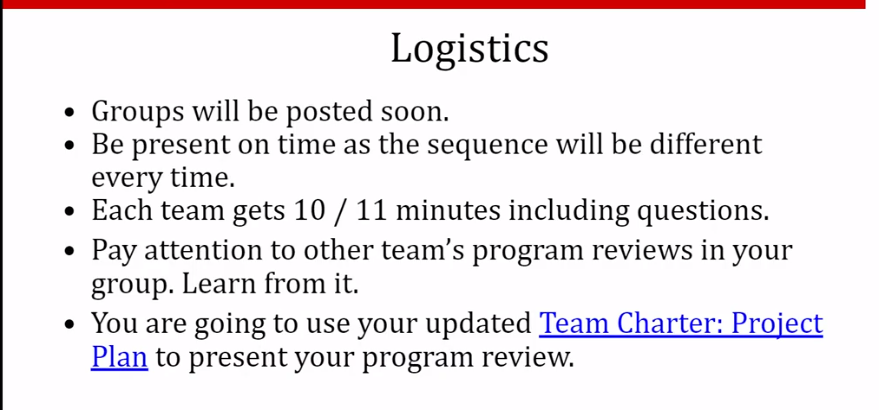 Logistics
• Groups will be posted soon.
• Be present on time as the sequence will be different
every time.
• Each team gets 10 / 11 minutes including questions.
• Pay attention to other team’s program reviews in your
group. Learn from it.
• You are going to use your updated Team Charter: Project
Plan to present your program review.